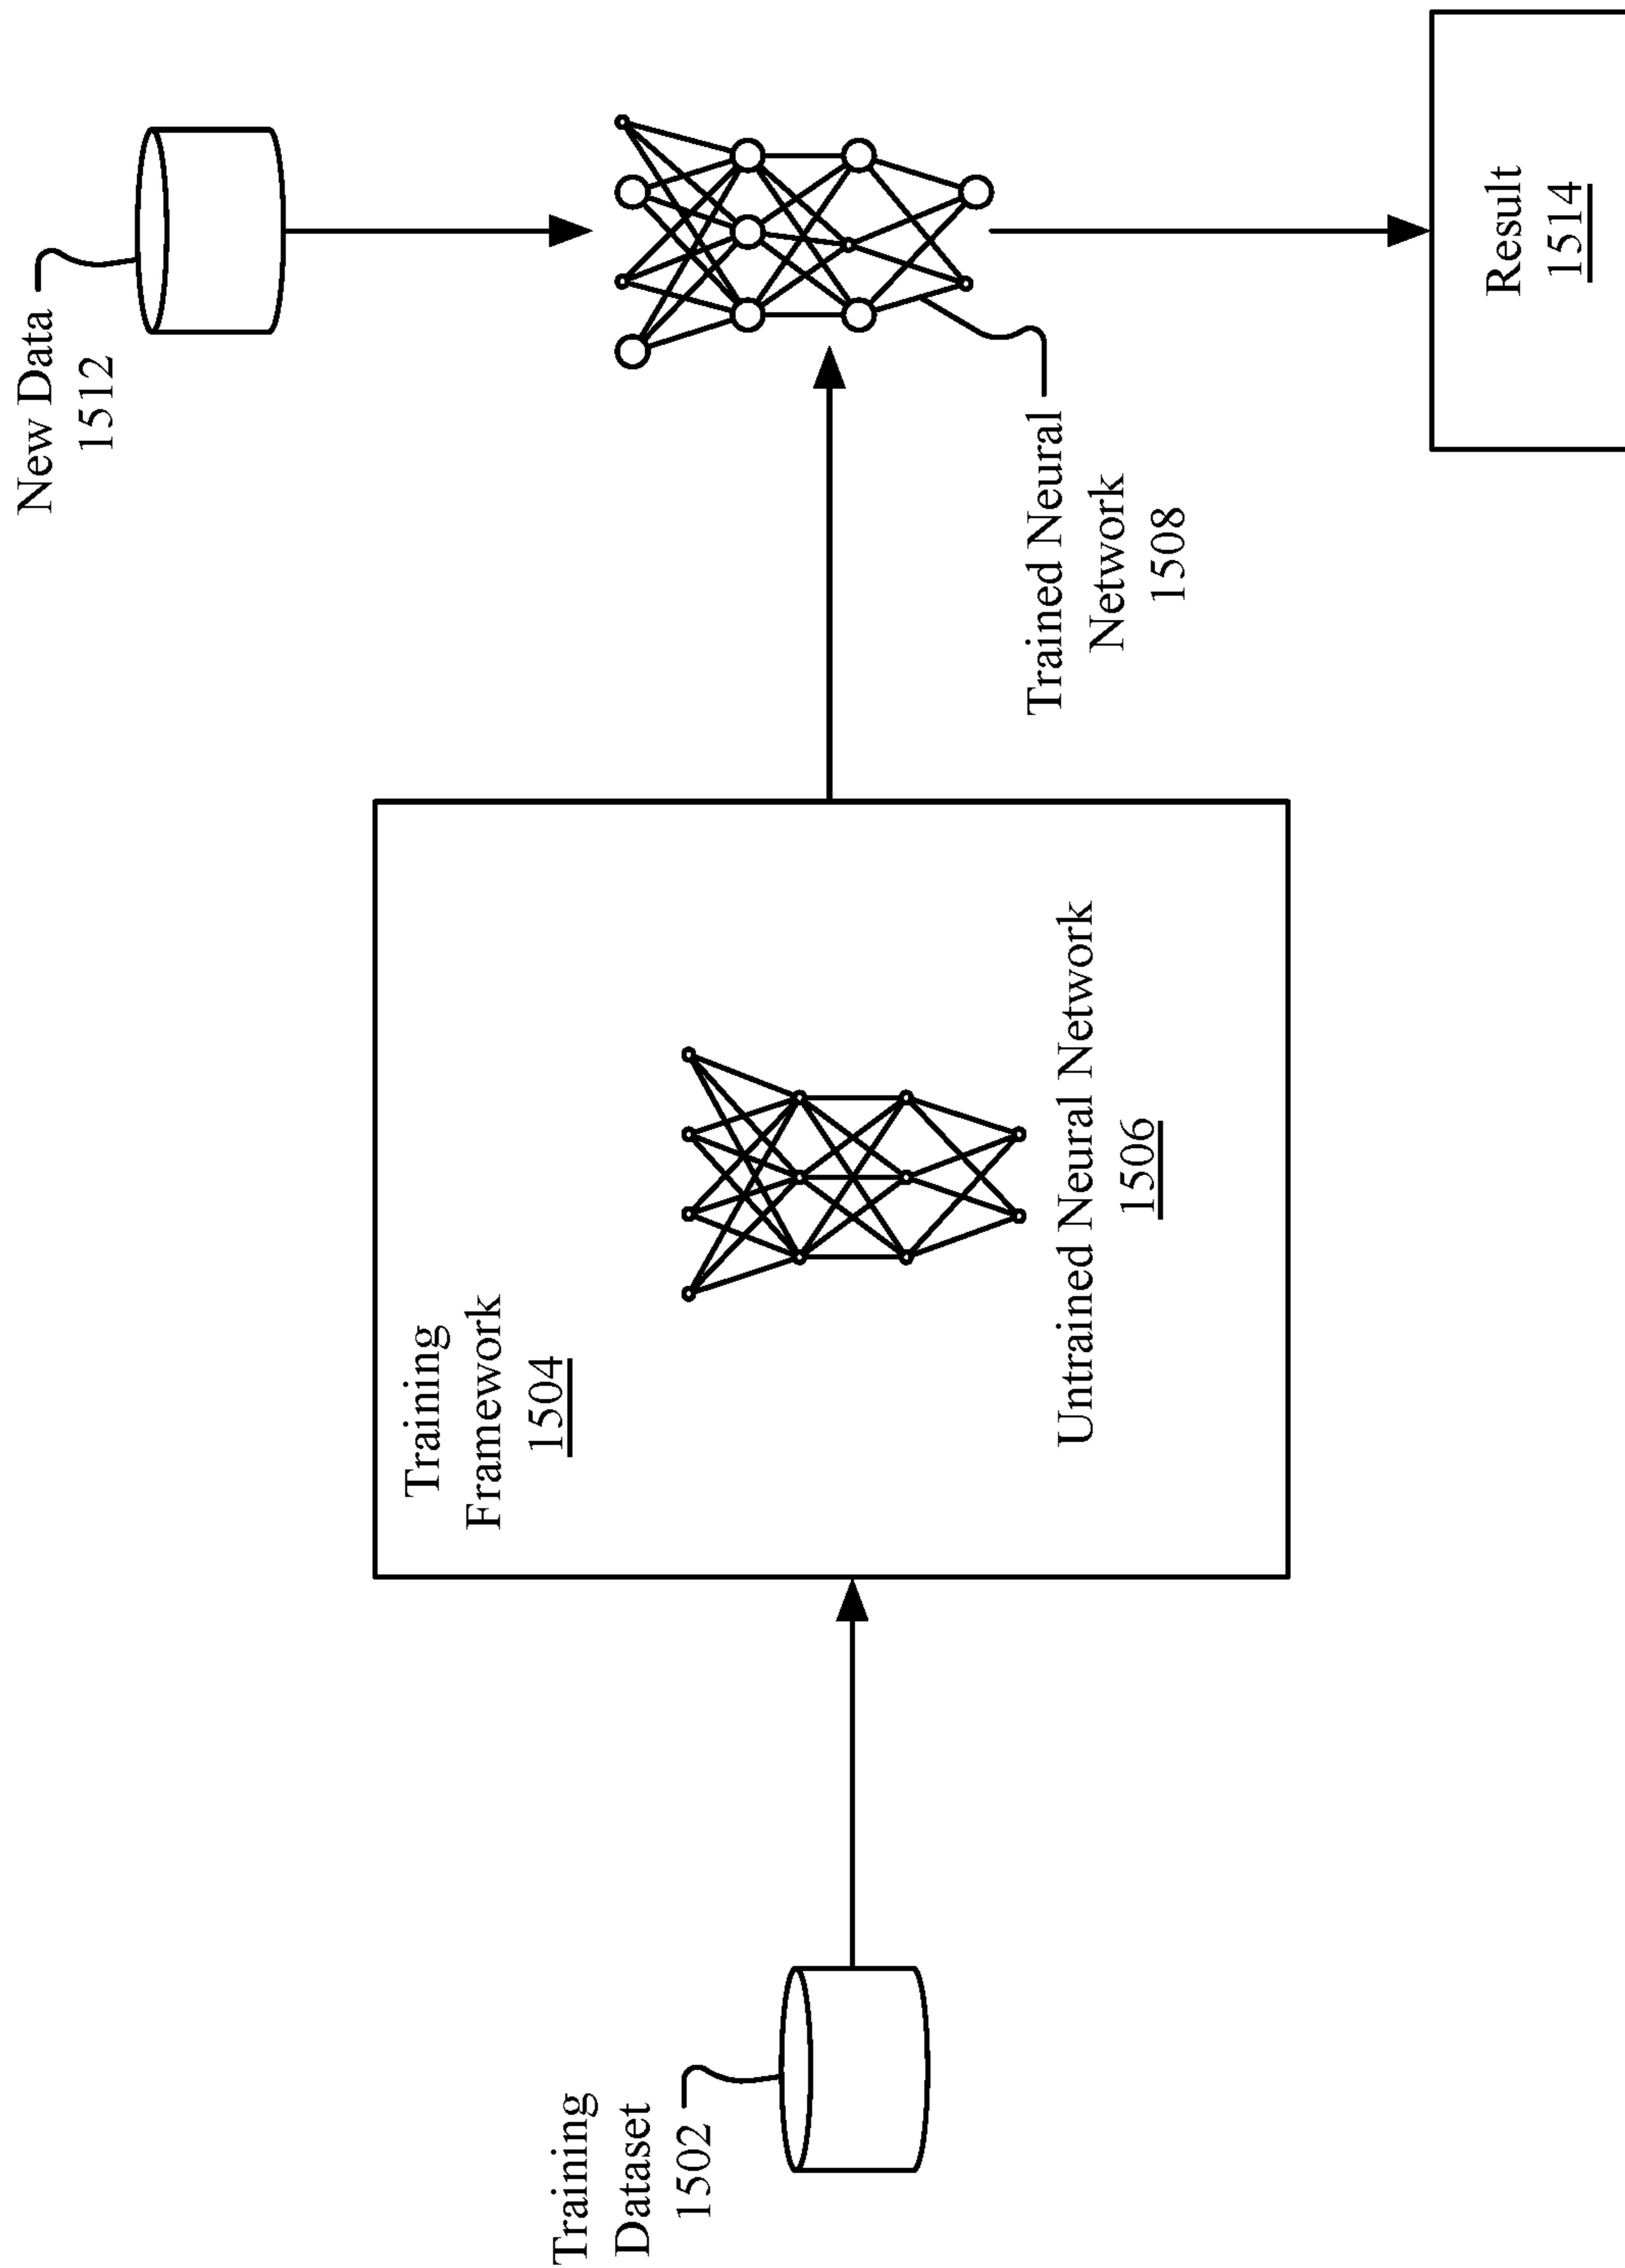 Training
Dataset
1502
Training
Framework
1504
Untrained Neural Network
1506
New Data
1512
Trained Neural
Network
1508
Result
1514